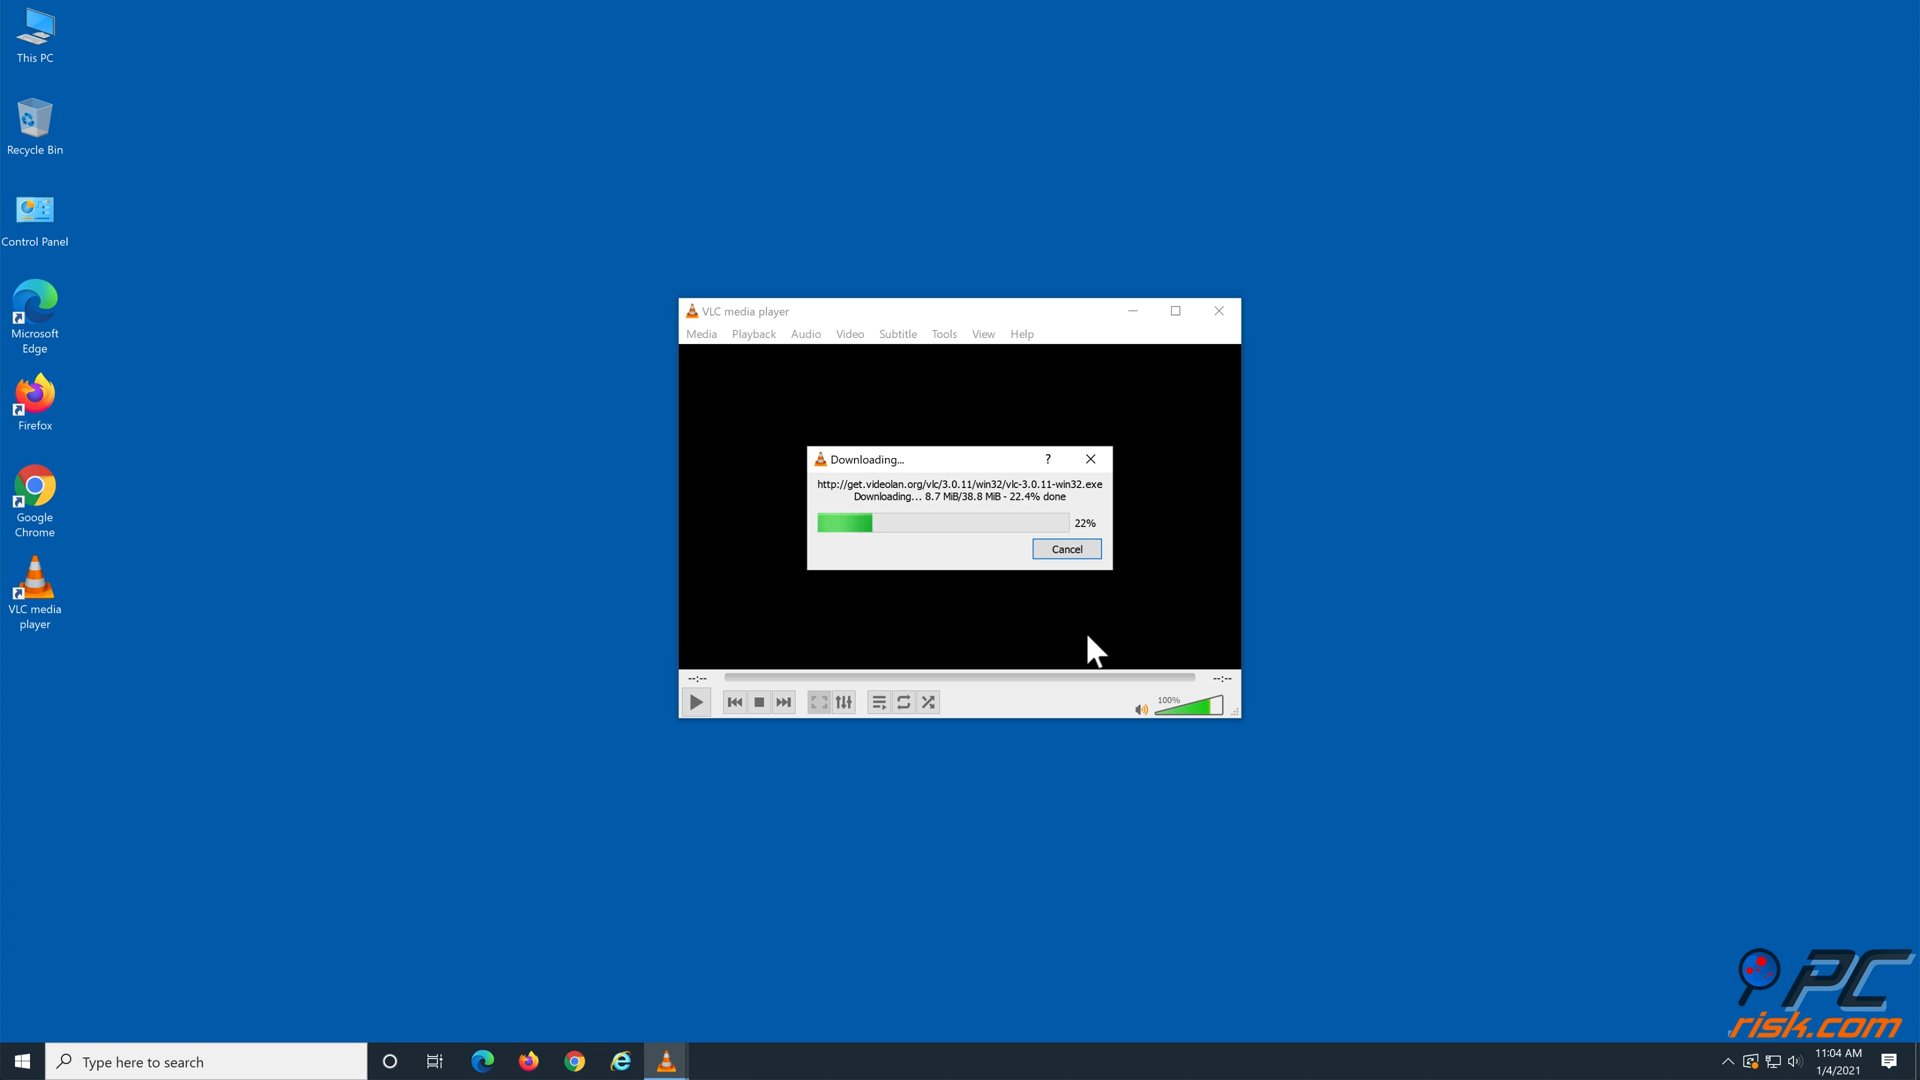 This PC
Recycle Bin
Control Panel
Microsoft
Edge
Firefox
Google
Chrome
VLC media
player
VLC media player
Media Playback Audio Video Subtitle Tools View Help
Downloading...
?
http://get.videolan.org/vlc/3.0.11/win32/vlc-3.0.11-win32.exe
Downloading... 8.7 MiB/38.8 MiB - 22.4% done
22%
Cancel
--:-- --:--
100%
PC
risk.com
Type here to search
11:04 AM
1/4/2021